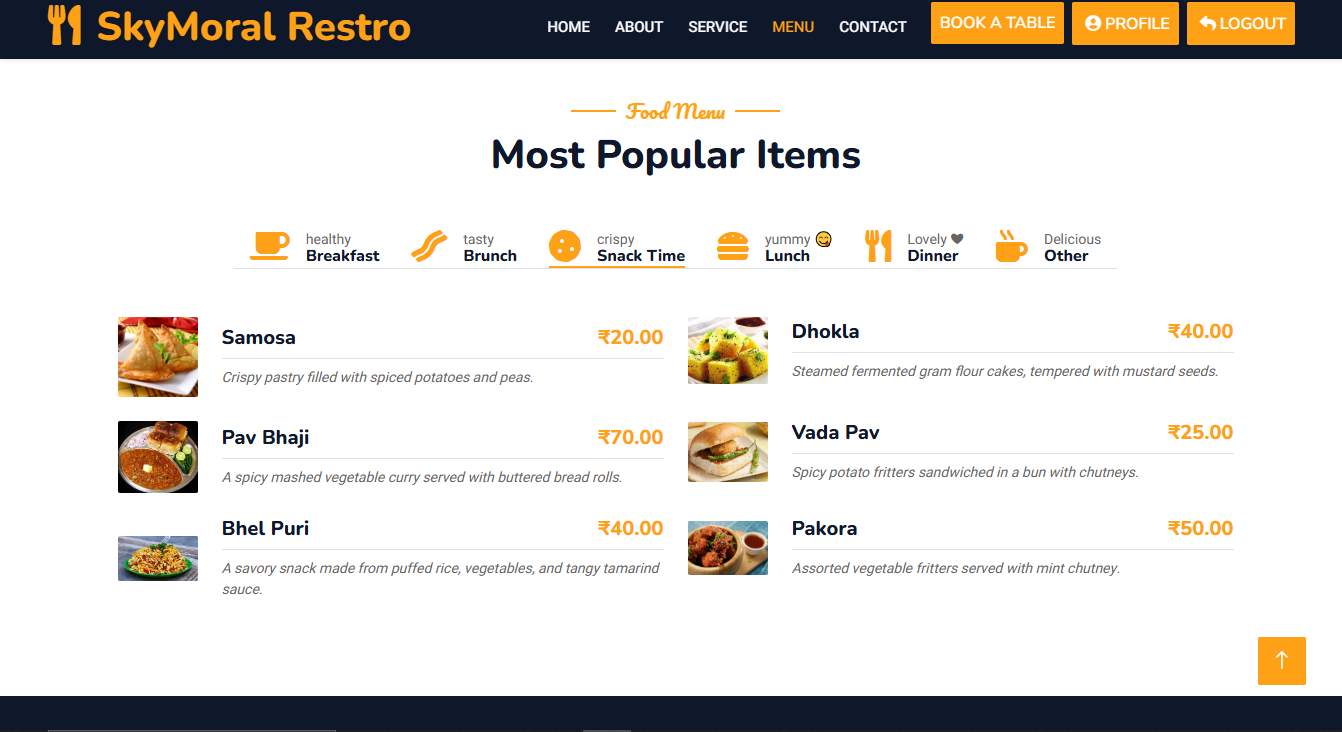 SkyMoral Restro
HOME ABOUT SERVICE MENU CONTACT BOOK A TABLE PROFILE LOGOUT
Food Menu
Most Popular Items
healthy
Breakfast
tasty
Brunch
crispy
Snack Time
yummy 😋
Lunch
Lovely ♥
Dinner
Delicious
Other
Samosa ₹20.00
Crispy pastry filled with spiced potatoes and peas.
Dhokla ₹40.00
Steamed fermented gram flour cakes, tempered with mustard seeds.
Pav Bhaji ₹70.00
A spicy mashed vegetable curry served with buttered bread rolls.
Vada Pav ₹25.00
Spicy potato fritters sandwiched in a bun with chutneys.
Bhel Puri ₹40.00
A savory snack made from puffed rice, vegetables, and tangy tamarind
sauce.
Pakora ₹50.00
Assorted vegetable fritters served with mint chutney.